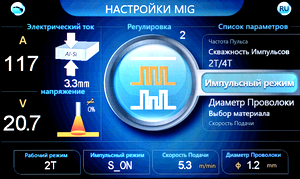 НАСТРОЙКИ MIG
RU
Электрический ток
Регулировка
Список параметров
A
117
Al-Si
3.3mm
2
Частота Пульса
Скважность Импульсов
2T/4T
Импульсный режим
Диаметр Проволоки
Выбор материала
Скорость Подачи
напряжение
V
20.7
0%
Рабочий режим
2T
Импульсный режим
S_ON
Скорость Подачи
5.3 m/min
Диаметр Проволоки
ϕ 1.2 mm